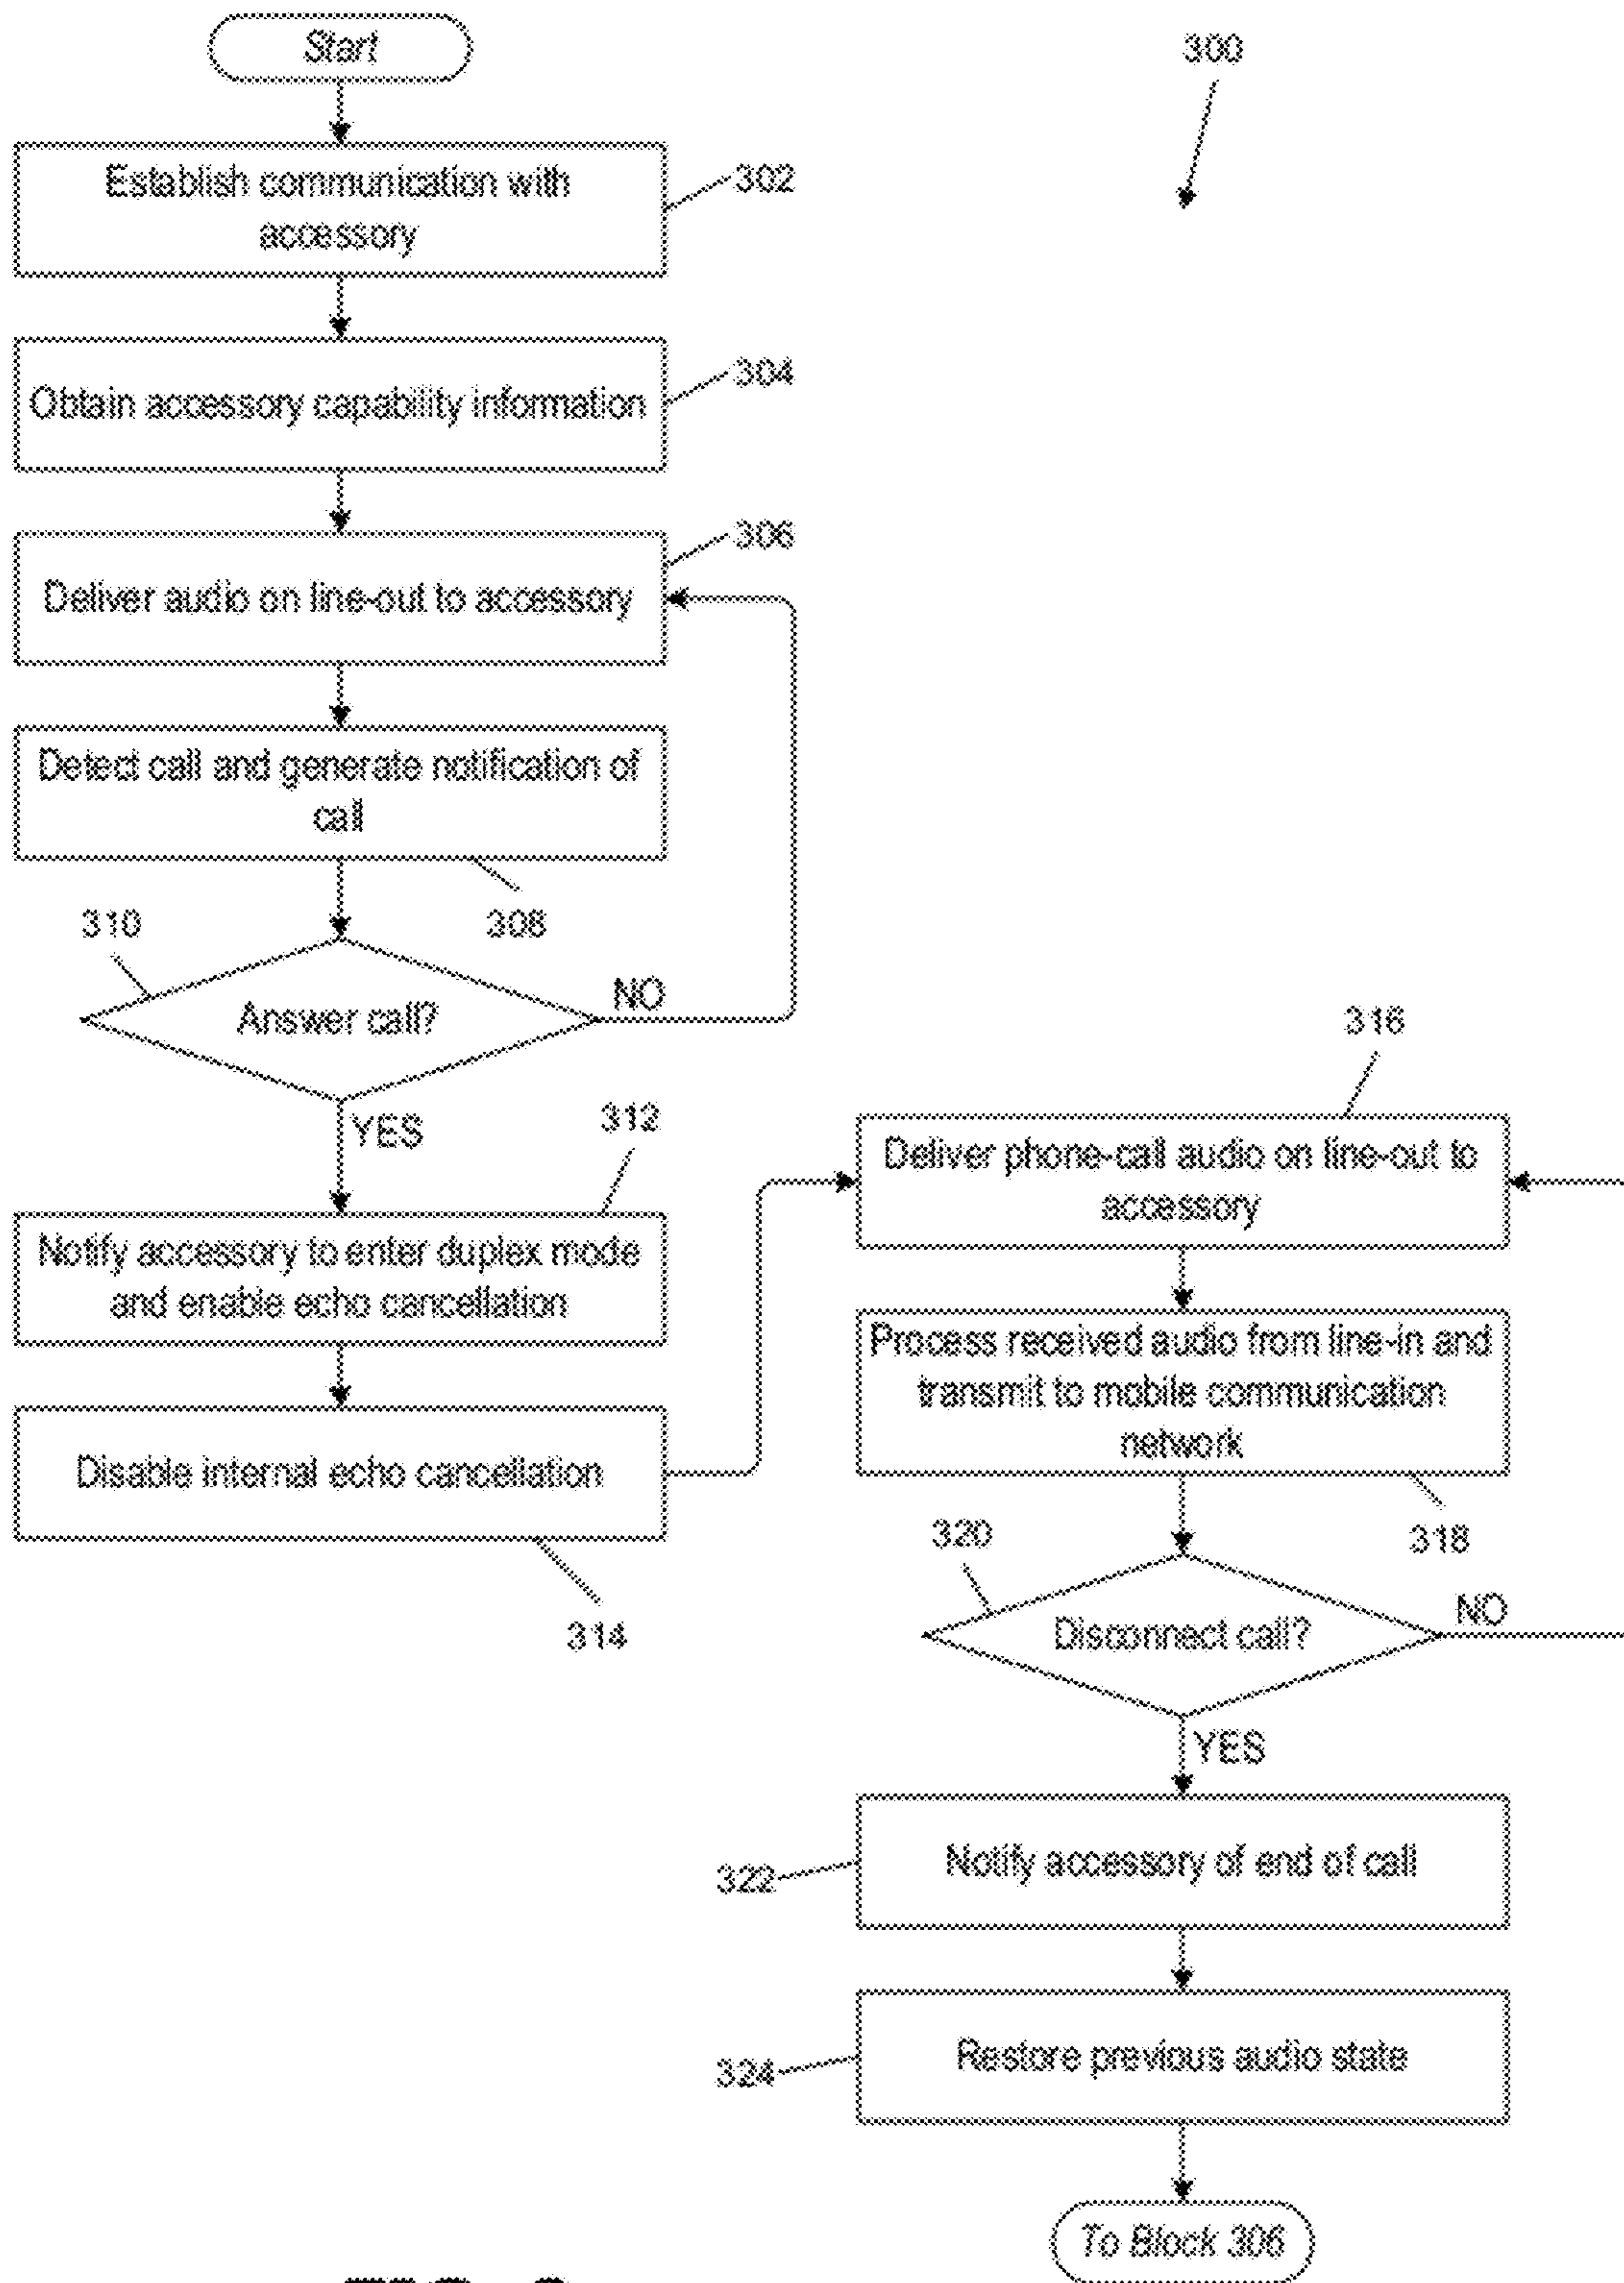 Start
300
Establish communication with
accessory
302
Obtain accessory capability information
304
Deliver audio on line-out to accessory
306
Detect call and generate notification of
call
308
310
Answer call?
NO
YES
312
Notify accessory to enter duplex mode
and enable echo cancellation
Disable internal echo cancellation
314
316
Deliver phone-call audio on line-out to
accessory
Process received audio from line-in and
transmit to mobile communication
network
318
320
Disconnect call?
NO
YES
Notify accessory of end of call
322
Restore previous audio state
324
To Block 306